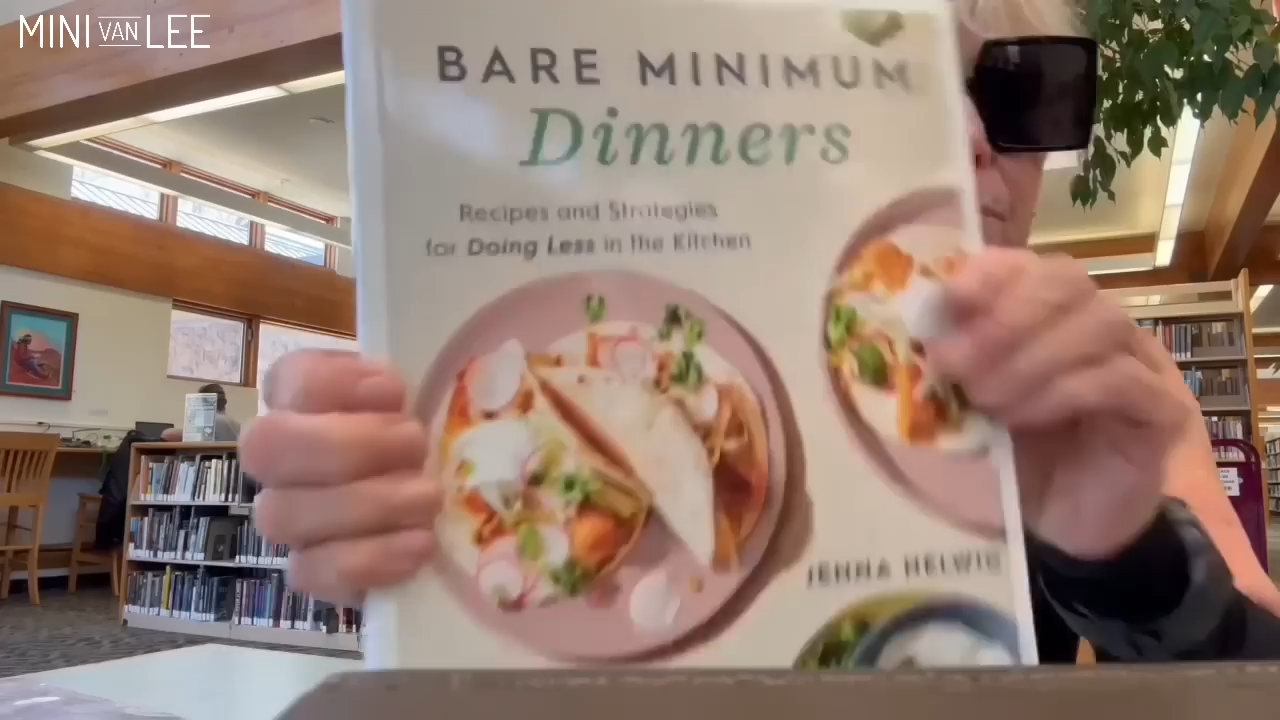 MINI VAN LEE
BARE MINIMUM
Dinners
Recipes and Strategies
for Doing Less in the Kitchen
JENNA HELWIG